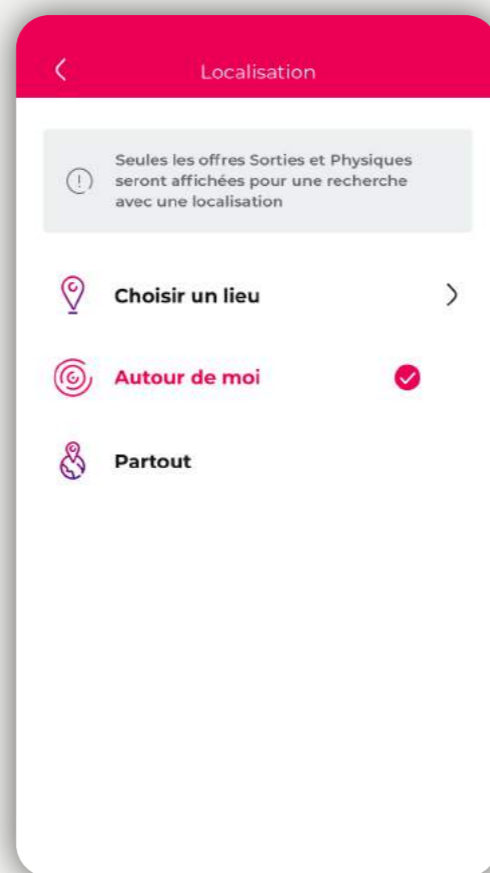 Localisation
Seules les offres Sorties et Physiques
seront affichées pour une recherche
avec une localisation
Choisir un lieu
Autour de moi
Partout